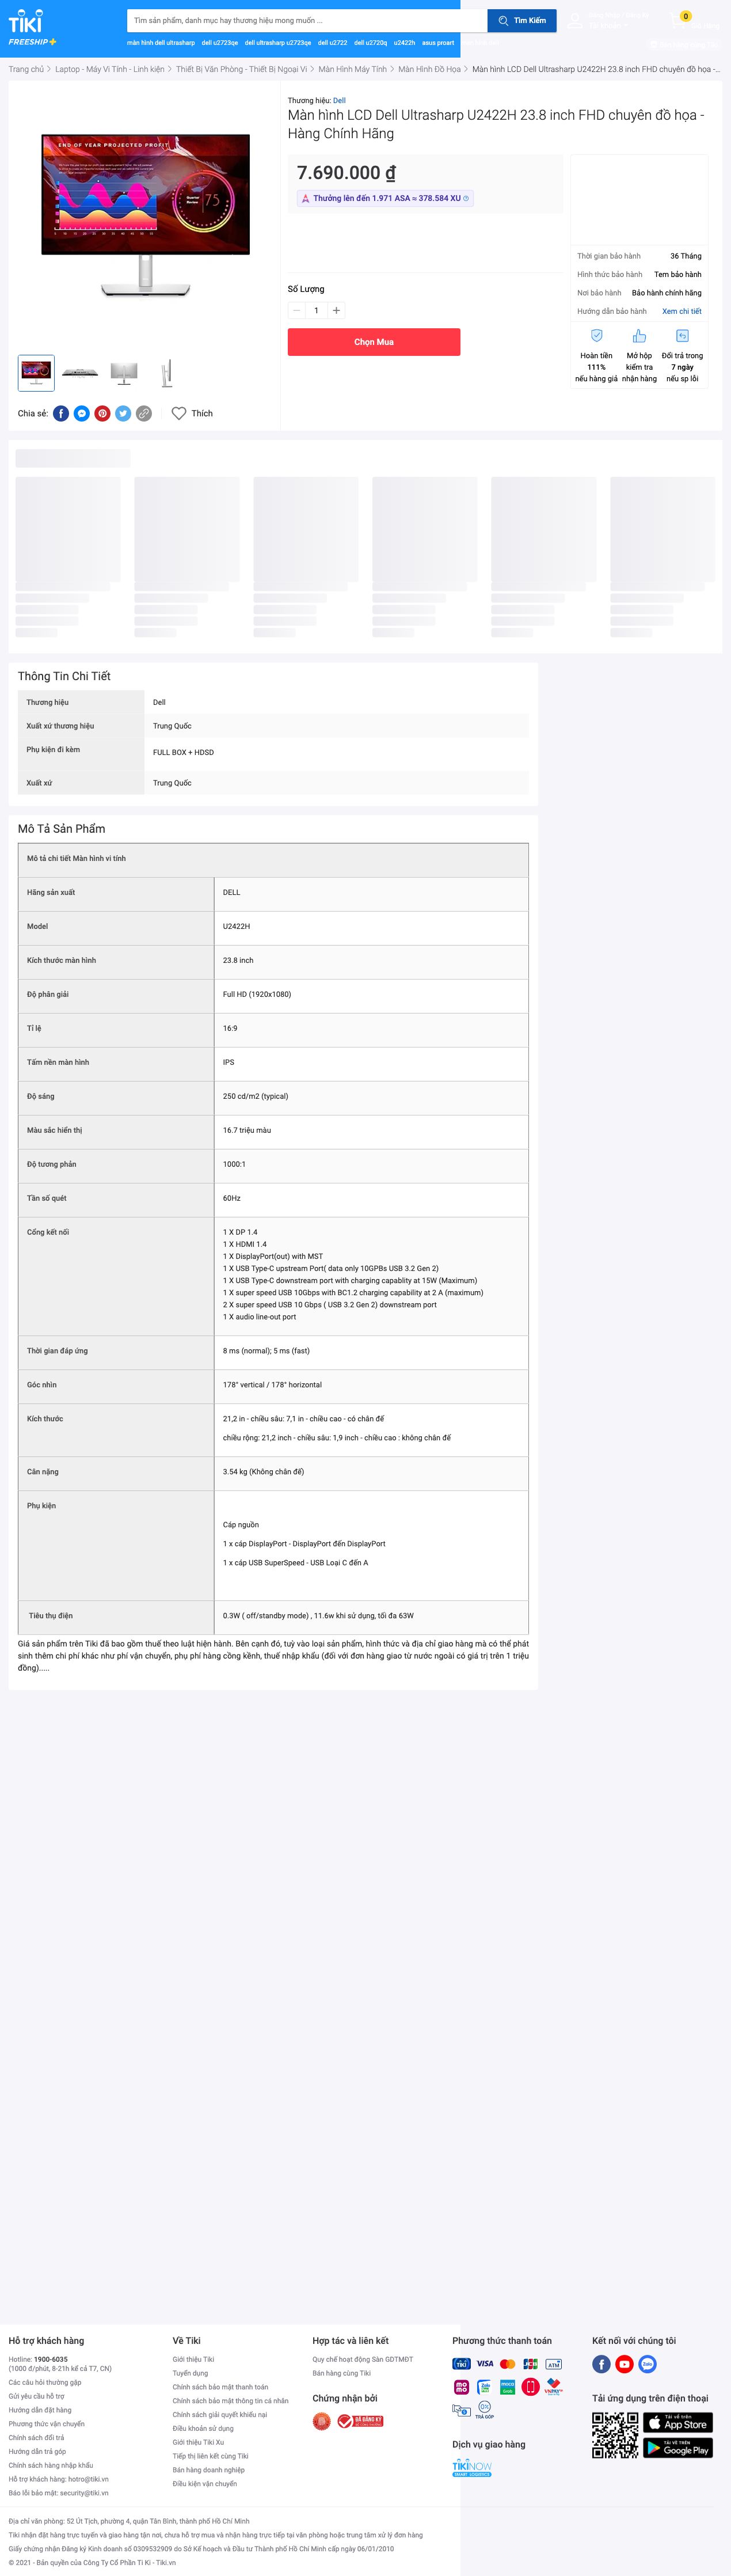 TIKI
FREESHIP+
Tìm sản phẩm, danh mục hay thương hiệu mong muốn ...
Tìm Kiếm
0
màn hình dell ultrasharp dell u2723qe dell ultrasharp u2723qe dell u2722 dell u2720q u2422h asus proart
Trang chủ > Laptop - Máy Vi Tính - Linh kiện > Thiết Bị Văn Phòng - Thiết Bị Ngoại Vi > Màn Hình Máy Tính > Màn Hình Đồ Họa > Màn hình LCD Dell Ultrasharp U2422H 23.8 inch FHD chuyên đồ họa -...
END OF YEAR PROJECTED PROFIT
Quarter
Review
75
Chia sẻ:
Thích
Thương hiệu: Dell
Màn hình LCD Dell Ultrasharp U2422H 23.8 inch FHD chuyên đồ họa -
Hàng Chính Hãng
7.690.000 ₫
Thưởng lên đến 1.971 ASA ≈ 378.584 XU
Số Lượng
1
Chọn Mua
Thời gian bảo hành 36 Tháng
Hình thức bảo hành Tem bảo hành
Nơi bảo hành Bảo hành chính hãng
Hướng dẫn bảo hành Xem chi tiết
Hoàn tiền
111%
nếu hàng giả
Mở hộp
kiểm tra
nhận hàng
Đổi trả trong
7 ngày
nếu sp lỗi
Thông Tin Chi Tiết
Thương hiệu Dell
Xuất xứ thương hiệu Trung Quốc
Phụ kiện đi kèm FULL BOX + HDSD
Xuất xứ Trung Quốc
Mô Tả Sản Phẩm
Mô tả chi tiết Màn hình vi tính
Hãng sản xuất DELL
Model U2422H
Kích thước màn hình 23.8 inch
Độ phân giải Full HD (1920x1080)
Tỉ lệ 16:9
Tấm nền màn hình IPS
Độ sáng 250 cd/m2 (typical)
Màu sắc hiển thị 16.7 triệu màu
Độ tương phản 1000:1
Tần số quét 60Hz
Cổng kết nối
1 X DP 1.4
1 X HDMI 1.4
1 X DisplayPort(out) with MST
1 X USB Type-C upstream Port( data only 10GPBs USB 3.2 Gen 2)
1 X USB Type-C downstream port with charging capablity at 15W (Maximum)
1 X super speed USB 10Gbps with BC1.2 charging capability at 2 A (maximum)
2 X super speed USB 10 Gbps ( USB 3.2 Gen 2) downstream port
1 X audio line-out port
Thời gian đáp ứng 8 ms (normal); 5 ms (fast)
Góc nhìn 178° vertical / 178° horizontal
Kích thước
21,2 in - chiều sâu: 7,1 in - chiều cao - có chân đế
chiều rộng: 21,2 inch - chiều sâu: 1,9 inch - chiều cao : không chân đế
Cân nặng 3.54 kg (Không chân đế)
Phụ kiện
Cáp nguồn
1 x cáp DisplayPort - DisplayPort đến DisplayPort
1 x cáp USB SuperSpeed - USB Loại C đến A
Tiêu thụ điện 0.3W ( off/standby mode) , 11.6w khi sử dụng, tối đa 63W
Giá sản phẩm trên Tiki đã bao gồm thuế theo luật hiện hành. Bên cạnh đó, tuỳ vào loại sản phẩm, hình thức và địa chỉ giao hàng mà có thể phát
sinh thêm chi phí khác như phí vận chuyển, phụ phí hàng cồng kềnh, thuế nhập khẩu (đối với đơn hàng giao từ nước ngoài có giá trị trên 1 triệu
đồng).....
Hỗ trợ khách hàng
Hotline: 1900-6035
(1000 đ/phút, 8-21h kể cả T7, CN)
Các câu hỏi thường gặp
Gửi yêu cầu hỗ trợ
Hướng dẫn đặt hàng
Phương thức vận chuyển
Chính sách đổi trả
Hướng dẫn trả góp
Chính sách hàng nhập khẩu
Hỗ trợ khách hàng: hotro@tiki.vn
Báo lỗi bảo mật: security@tiki.vn
Về Tiki
Giới thiệu Tiki
Tuyển dụng
Chính sách bảo mật thanh toán
Chính sách bảo mật thông tin cá nhân
Chính sách giải quyết khiếu nại
Điều khoản sử dụng
Giới thiệu Tiki Xu
Tiếp thị liên kết cùng Tiki
Bán hàng doanh nghiệp
Điều kiện vận chuyển
Hợp tác và liên kết
Quy chế hoạt động Sàn GDTMĐT
Bán hàng cùng Tiki
Chứng nhận bởi
ĐÃ ĐĂNG KÝ
Phương thức thanh toán
TIKI VISA JCB ATM
mo mo
Zalo Pay
moca
Grab
VNPAY
0%
TRẢ GÓP
Dịch vụ giao hàng
TIKINOW
SMART LOGISTICS
Kết nối với chúng tôi
Zalo
Tải ứng dụng trên điện thoại
Tải về trên
App Store
TẢI VỀ TRÊN
Google Play
Địa chỉ văn phòng: 52 Út Tịch, phường 4, quận Tân Bình, thành phố Hồ Chí Minh
Tiki nhận đặt hàng trực tuyến và giao hàng tận nơi, chưa hỗ trợ mua và nhận hàng trực tiếp tại văn phòng hoặc trung tâm xử lý đơn hàng
Giấy chứng nhận Đăng ký Kinh doanh số 0309532909 do Sở Kế hoạch và Đầu tư Thành phố Hồ Chí Minh cấp ngày 06/01/2010
© 2021 - Bản quyền của Công Ty Cổ Phần Ti Ki - Tiki.vn